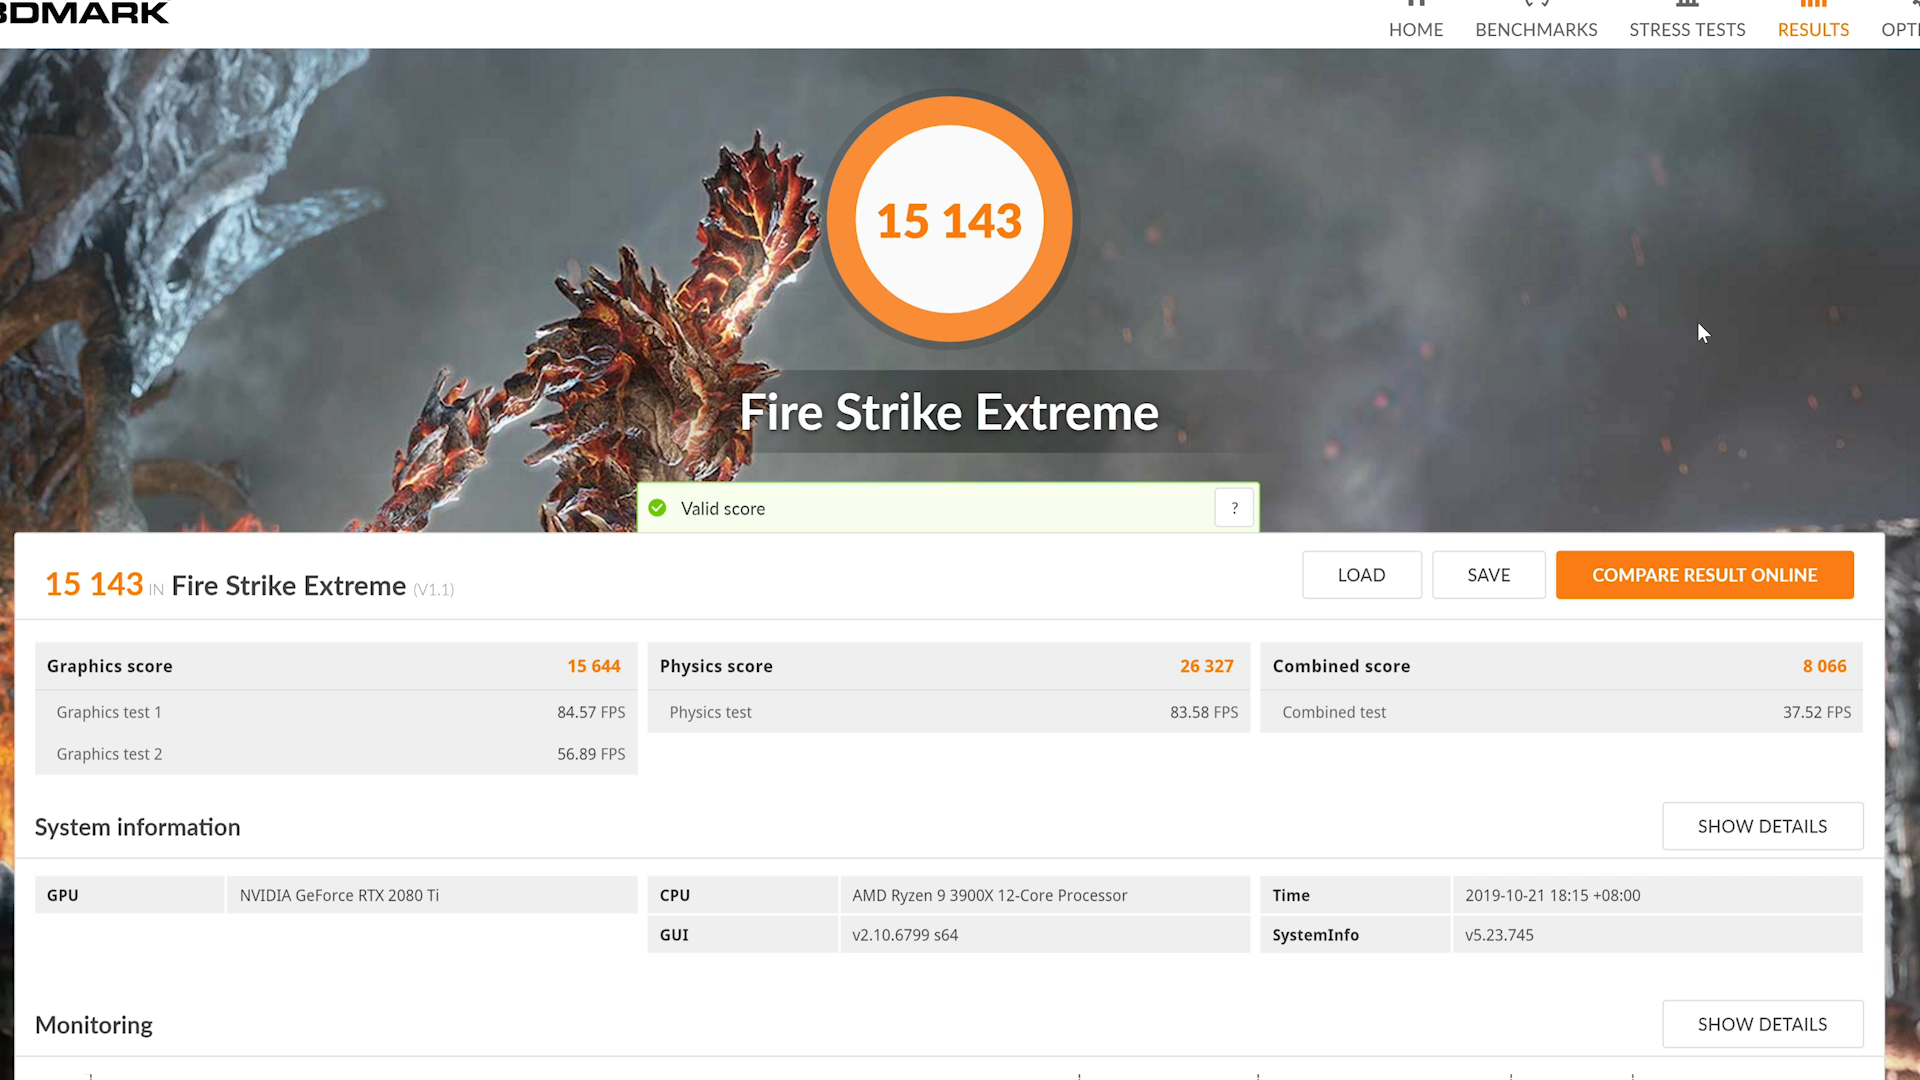 3DMARK
HOME BENCHMARKS STRESS TESTS RESULTS OPTI
15 143
Fire Strike Extreme
Valid score ?
15 143 IN Fire Strike Extreme (V1.1) LOAD SAVE COMPARE RESULT ONLINE
Graphics score 15 644 Physics score 26 327 Combined score 8 066
Graphics test 1 84.57 FPS Physics test 83.58 FPS Combined test 37.52 FPS
Graphics test 2 56.89 FPS
System information SHOW DETAILS
GPU NVIDIA GeForce RTX 2080 Ti CPU AMD Ryzen 9 3900X 12-Core Processor Time 2019-10-21 18:15 +08:00
GUI v2.10.6799 s64 SystemInfo v5.23.745
Monitoring SHOW DETAILS